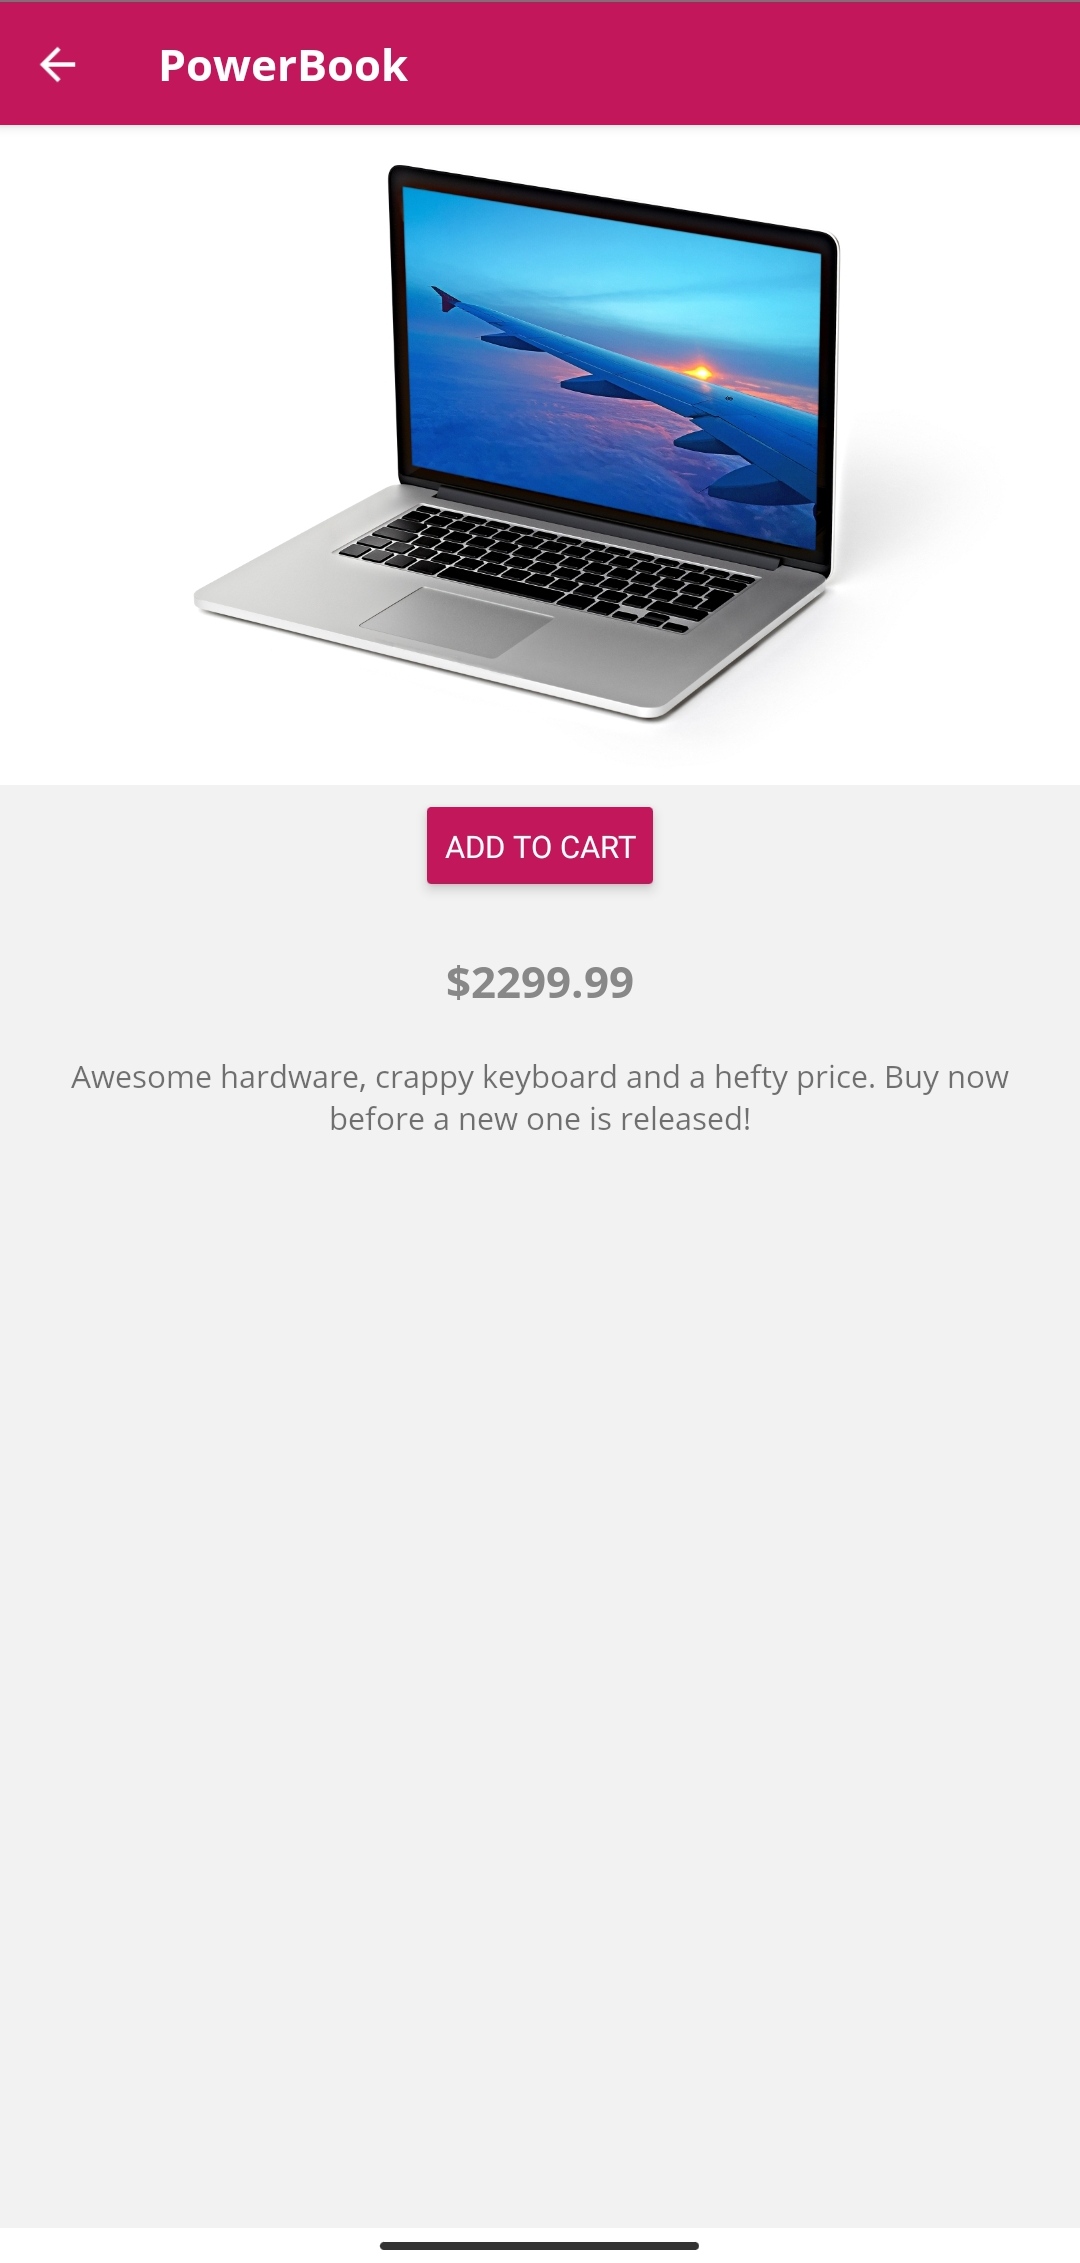 PowerBook
ADD TO CART
$2299.99
Awesome hardware, crappy keyboard and a hefty price. Buy now
before a new one is released!